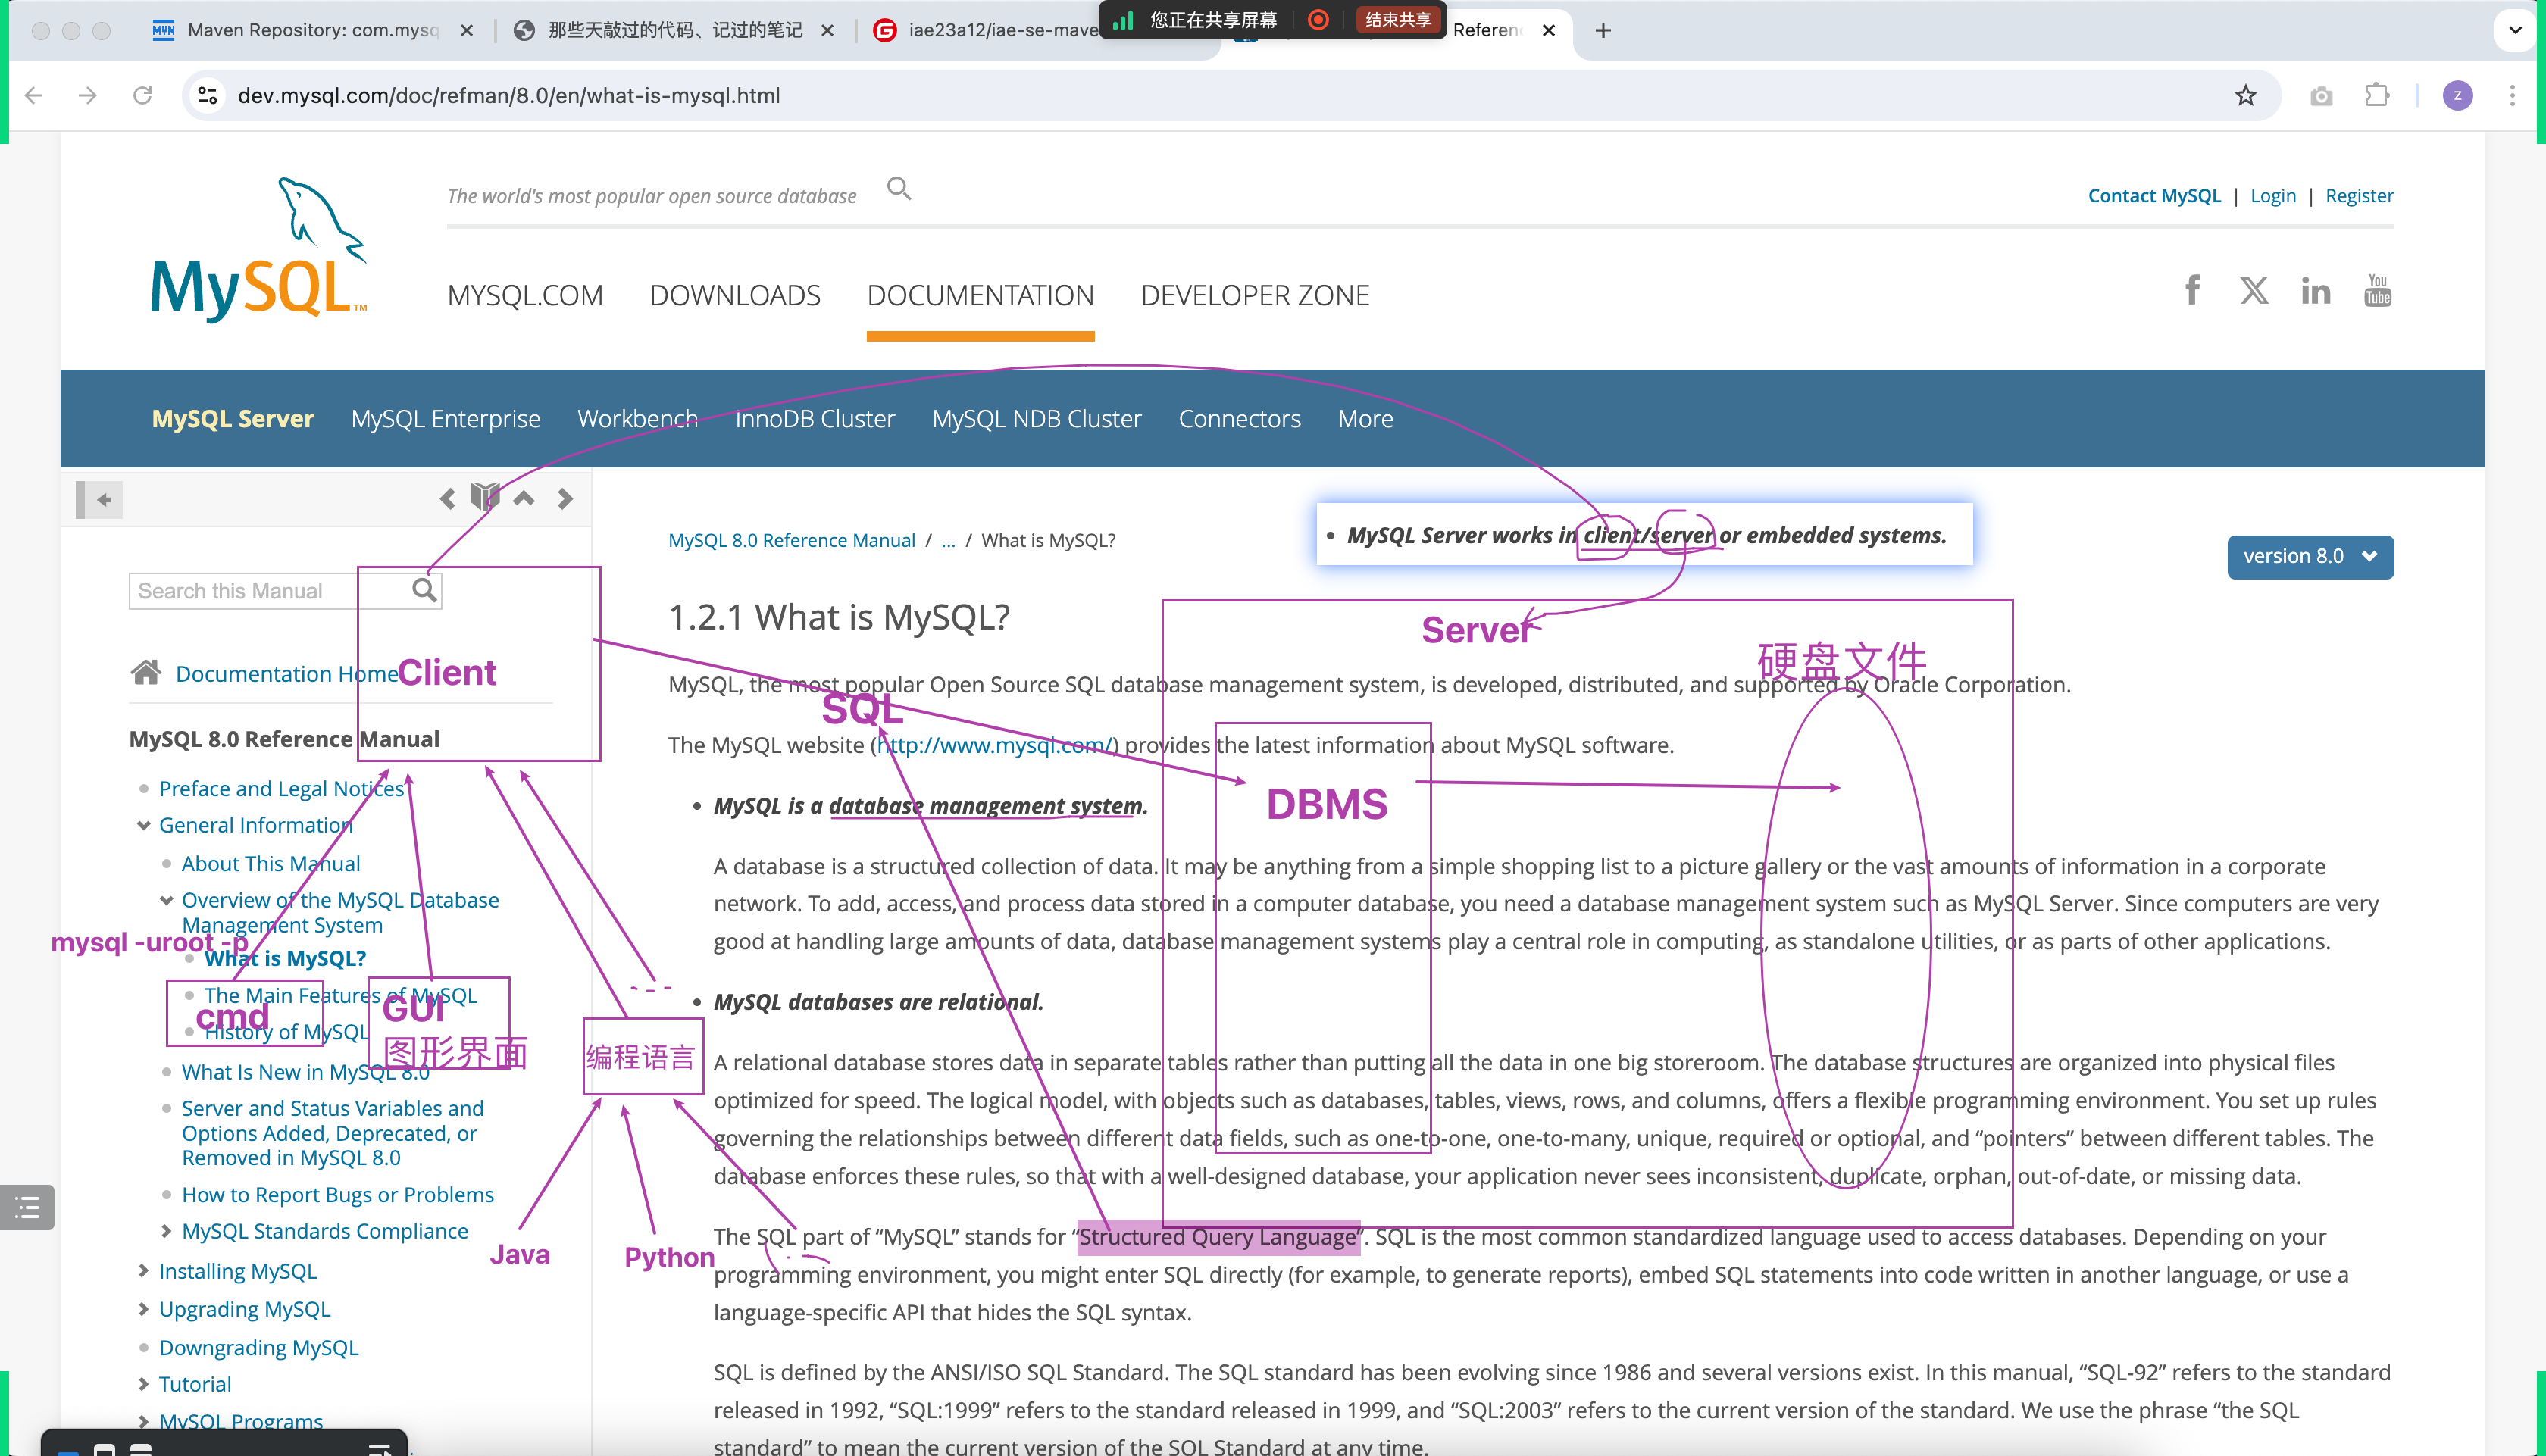 Maven Repository: com.mysq
那些天敲过的代码、记过的笔记
iae23a12/iae-se-mave
您正在共享屏幕
结束共享
Referenc
dev.mysql.com/doc/refman/8.0/en/what-is-mysql.html
z
MySQL™
The world's most popular open source database
Contact MySQL | Login | Register
MYSQL.COM
DOWNLOADS
DOCUMENTATION
DEVELOPER ZONE
You Tube
MySQL Server
MySQL Enterprise
Workbench
InnoDB Cluster
MySQL NDB Cluster
Connectors
More
Search this Manual
Documentation Home
MySQL 8.0 Reference Manual
Preface and Legal Notices
General Information
About This Manual
Overview of the MySQL Database
Management System
What is MySQL?
The Main Features of MySQL
History of MySQL
What Is New in MySQL 8.0
Server and Status Variables and
Options Added, Deprecated, or
Removed in MySQL 8.0
How to Report Bugs or Problems
MySQL Standards Compliance
Installing MySQL
Upgrading MySQL
Downgrading MySQL
Tutorial
MySQL Programs
Client
mysql -uroot -p
cmd
GUI
图形界面
编程语言
Java
Python
SQL
Server
DBMS
硬盘文件
MySQL 8.0 Reference Manual / ... / What is MySQL?
• MySQL Server works in client/server or embedded systems.
version 8.0
1.2.1 What is MySQL?
MySQL, the most popular Open Source SQL database management system, is developed, distributed, and supported by Oracle Corporation.
The MySQL website (http://www.mysql.com/) provides the latest information about MySQL software.
• MySQL is a database management system.
A database is a structured collection of data. It may be anything from a simple shopping list to a picture gallery or the vast amounts of information in a corporate
network. To add, access, and process data stored in a computer database, you need a database management system such as MySQL Server. Since computers are very
good at handling large amounts of data, database management systems play a central role in computing, as standalone utilities, or as parts of other applications.
• MySQL databases are relational.
A relational database stores data in separate tables rather than putting all the data in one big storeroom. The database structures are organized into physical files
optimized for speed. The logical model, with objects such as databases, tables, views, rows, and columns, offers a flexible programming environment. You set up rules
governing the relationships between different data fields, such as one-to-one, one-to-many, unique, required or optional, and “pointers” between different tables. The
database enforces these rules, so that with a well-designed database, your application never sees inconsistent, duplicate, orphan, out-of-date, or missing data.
The SQL part of “MySQL” stands for “Structured Query Language”. SQL is the most common standardized language used to access databases. Depending on your
programming environment, you might enter SQL directly (for example, to generate reports), embed SQL statements into code written in another language, or use a
language-specific API that hides the SQL syntax.
SQL is defined by the ANSI/ISO SQL Standard. The SQL standard has been evolving since 1986 and several versions exist. In this manual, “SQL-92” refers to the standard
released in 1992, “SQL:1999” refers to the standard released in 1999, and “SQL:2003” refers to the current version of the standard. We use the phrase “the SQL
standard” to mean the current version of the SQL Standard at any time.